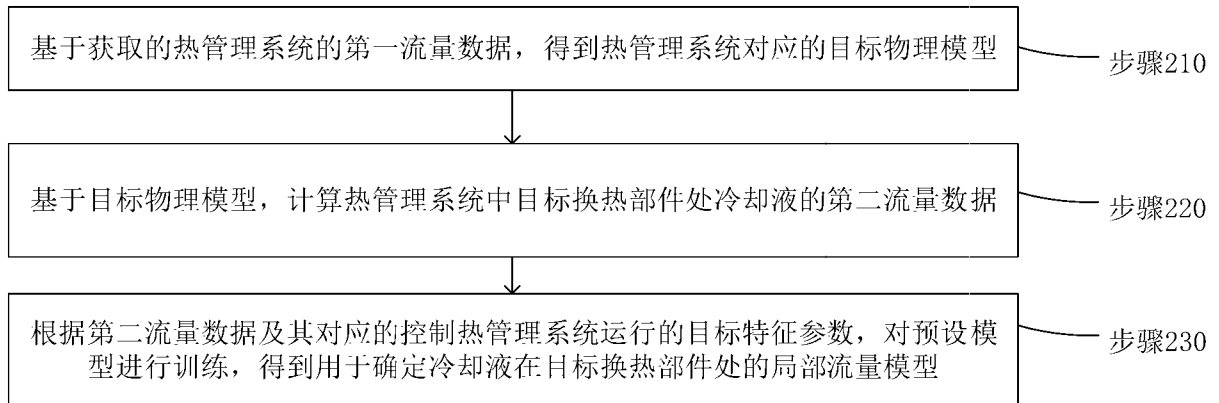 基于获取的热管理系统的第一流量数据，得到热管理系统对应的目标物理模型
步骤210
基于目标物理模型，计算热管理系统中目标换热部件处冷却液的第二流量数据
步骤220
根据第二流量数据及其对应的控制热管理系统运行的目标特征参数，对预设模
型进行训练，得到用于确定冷却液在目标换热部件处的局部流量模型
步骤230